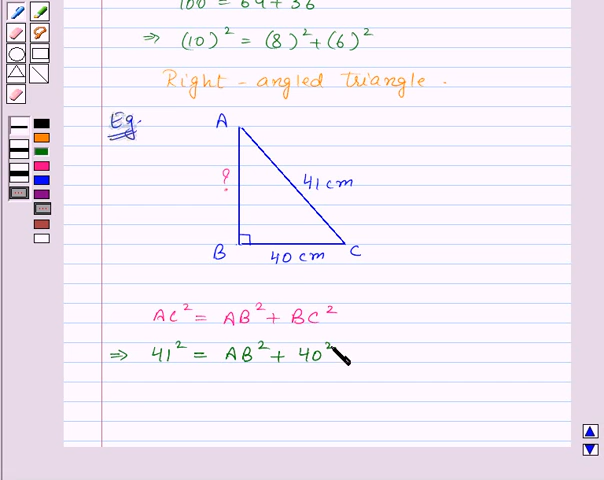 100 = 64 + 36
⇒ (10)² = (8)² + (6)²
Right - angled triangle.
Eg.
A
?
41 cm
B
40 cm
C
AC² = AB² + BC²
⇒ 41² = AB² + 40²